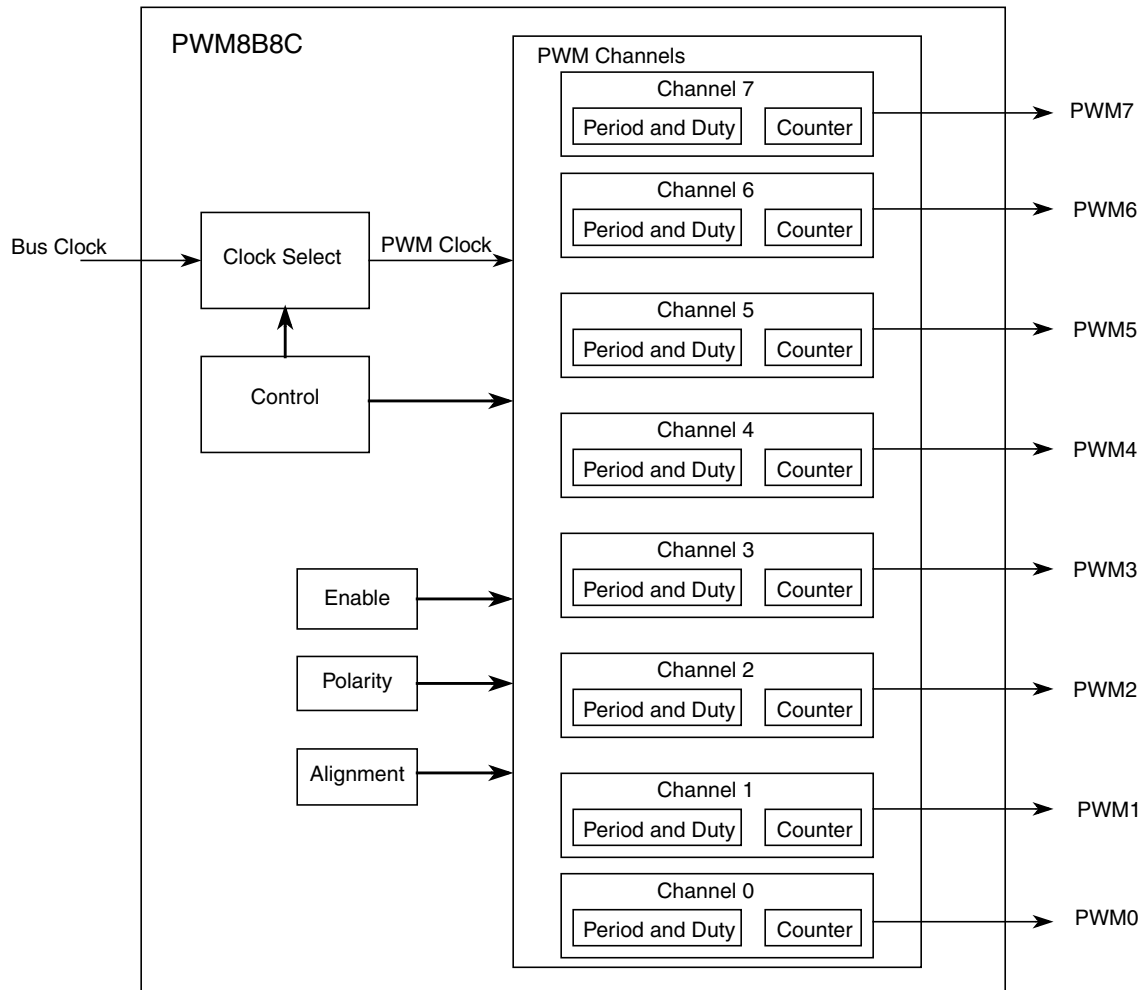 PWM8B8C
PWM Channels
Channel 7
Period and Duty
Counter
PWM7
Channel 6
Period and Duty
Counter
PWM6
Bus Clock
Clock Select
PWM Clock
Channel 5
Period and Duty
Counter
PWM5
Control
Channel 4
Period and Duty
Counter
PWM4
Channel 3
Period and Duty
Counter
PWM3
Enable
Polarity
Channel 2
Period and Duty
Counter
PWM2
Alignment
Channel 1
Period and Duty
Counter
PWM1
Channel 0
Period and Duty
Counter
PWM0